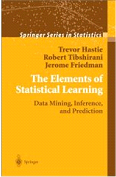 Springer Series in Statistics
Trevor Hastie
Robert Tibshirani
Jerome Friedman
The Elements of
Statistical Learning
Data Mining, Inference,
and Prediction
Springer